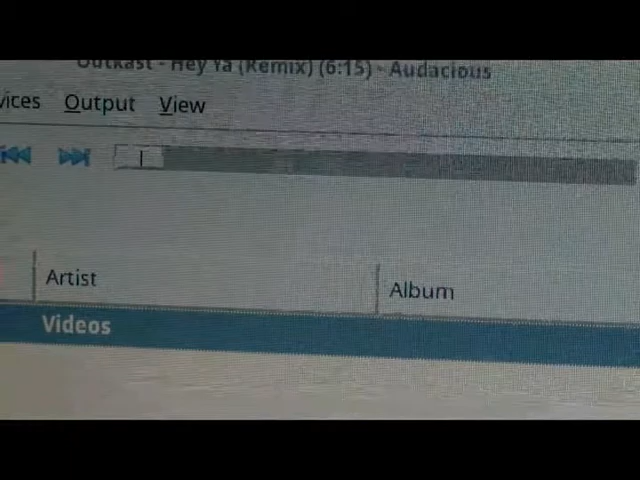 Outkast - Hey Ya (Remix) (6:15) - Audacious
vices Output View
Artist Album
Videos